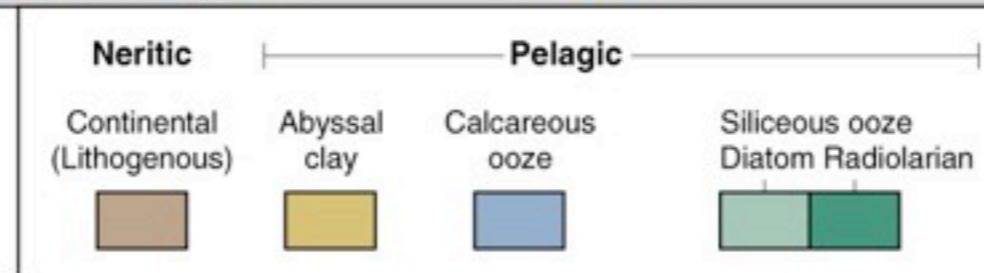 Neritic
Pelagic
Continental
(Lithogenous)
Abyssal
clay
Calcareous
ooze
Siliceous ooze
Diatom Radiolarian